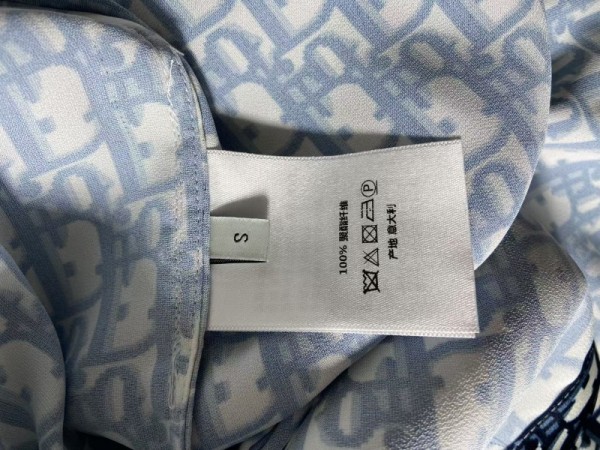 S
100% 聚酯纤维
P
产地 意大利